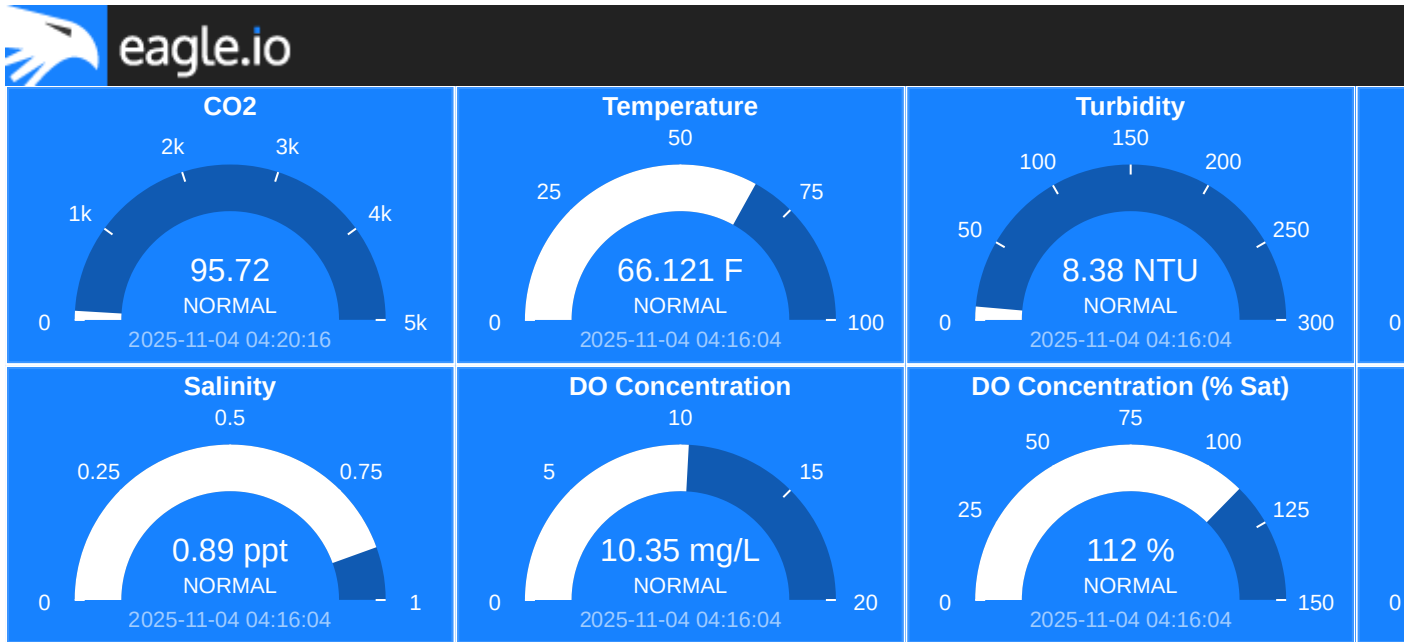 eagle.io
CO2
0
1k
2k
3k
4k
5k
95.72
NORMAL
2025-11-04 04:20:16
Temperature
0
25
50
75
100
66.121 F
NORMAL
2025-11-04 04:16:04
Turbidity
0
50
100
150
200
250
300
8.38 NTU
NORMAL
2025-11-04 04:16:04
0
Salinity
0
0.25
0.5
0.75
1
0.89 ppt
NORMAL
2025-11-04 04:16:04
DO Concentration
0
5
10
15
20
10.35 mg/L
NORMAL
2025-11-04 04:16:04
DO Concentration (% Sat)
0
25
50
75
100
125
150
112 %
NORMAL
2025-11-04 04:16:04
0